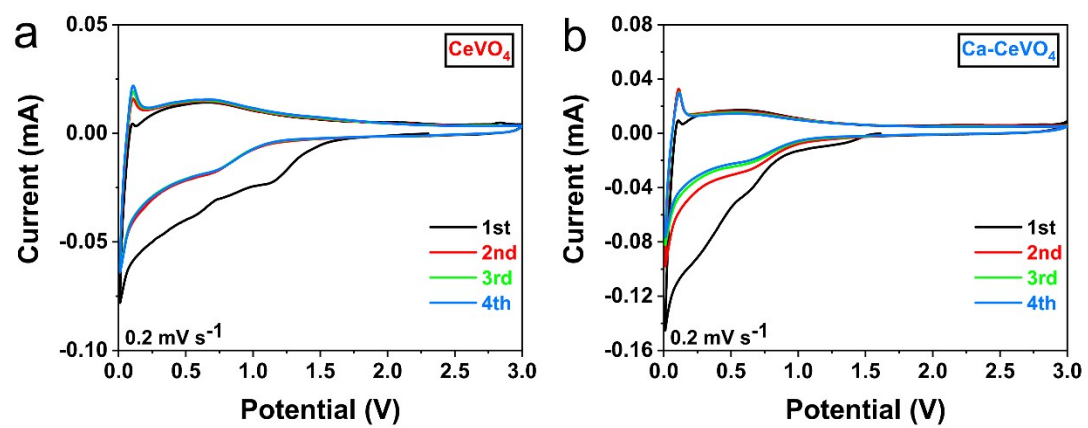 a
CeVO₄
0.05
0.00
-0.05
-0.10
Current (mA)
1st
2nd
3rd
4th
0.2 mV s⁻¹
0.0 0.5 1.0 1.5 2.0 2.5 3.0
Potential (V)
b
Ca-CeVO₄
0.08
0.04
0.00
-0.04
-0.08
-0.12
-0.16
Current (mA)
1st
2nd
3rd
4th
0.2 mV s⁻¹
0.0 0.5 1.0 1.5 2.0 2.5 3.0
Potential (V)